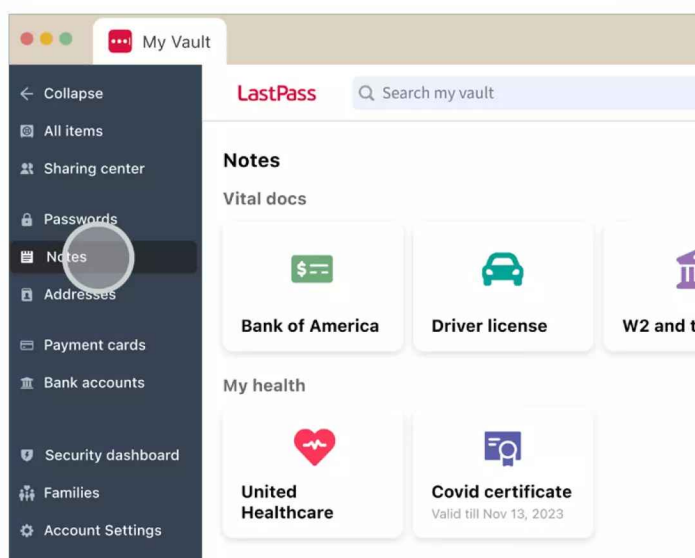 My Vault
Collapse
All items
Sharing center
Passwords
Notes
Addresses
Payment cards
Bank accounts
Security dashboard
Families
Account Settings
LastPass
Search my vault
Notes
Vital docs
Bank of America
Driver license
W2 and t
My health
United
Healthcare
Covid certificate
Valid till Nov 13, 2023